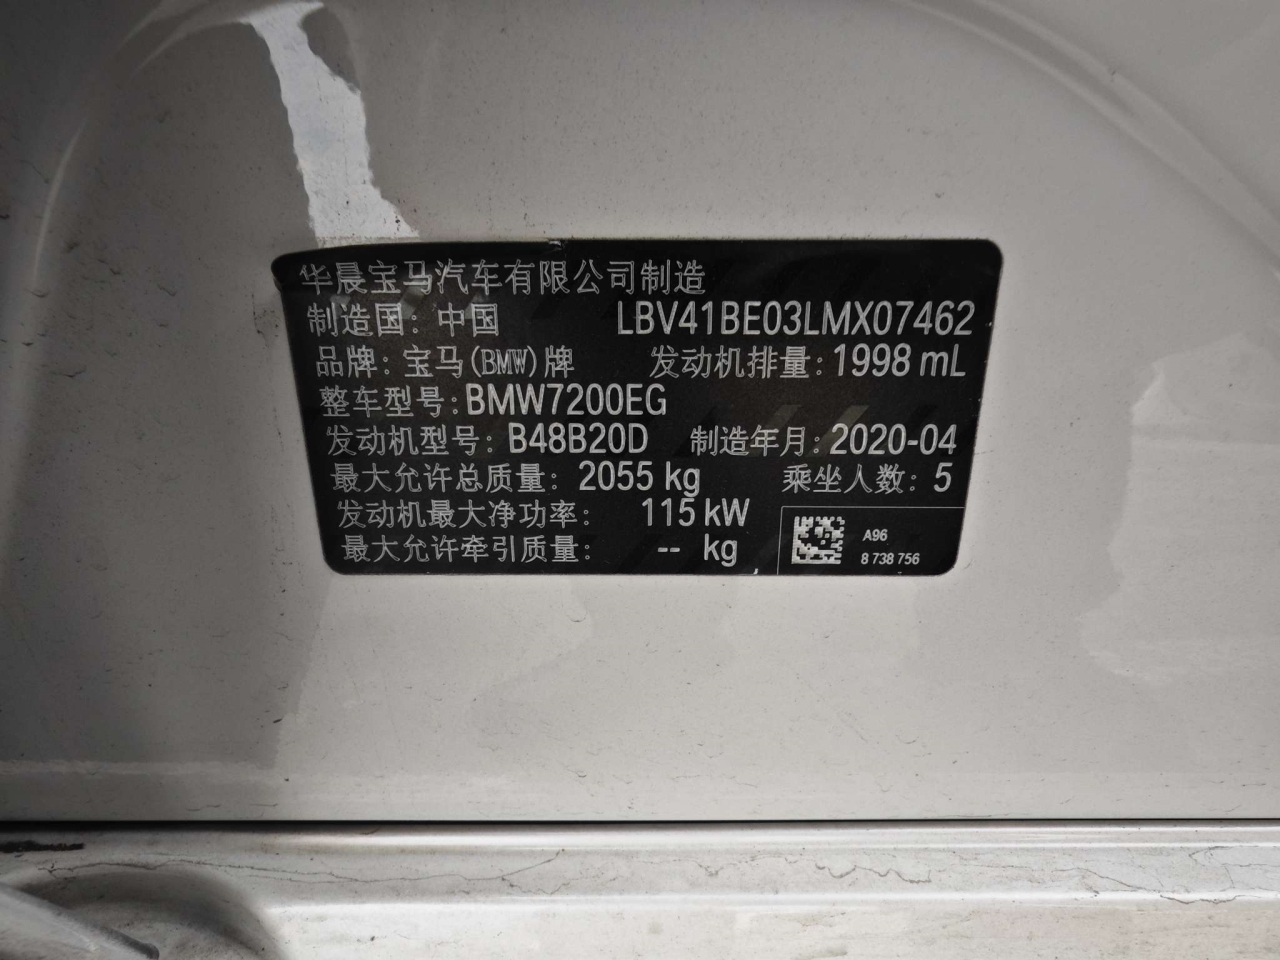 华晨宝马汽车有限公司制造
制造国：中国 LBV41BE03LMX07462
品牌：宝马(BMW)牌 发动机排量：1998 mL
整车型号：BMW7200EG
发动机型号：B48B20D 制造年月：2020-04
最大允许总质量：2055 kg 乘坐人数：5
发动机最大净功率：115 kW
最大允许牵引质量：-- kg
A96
8 738 756